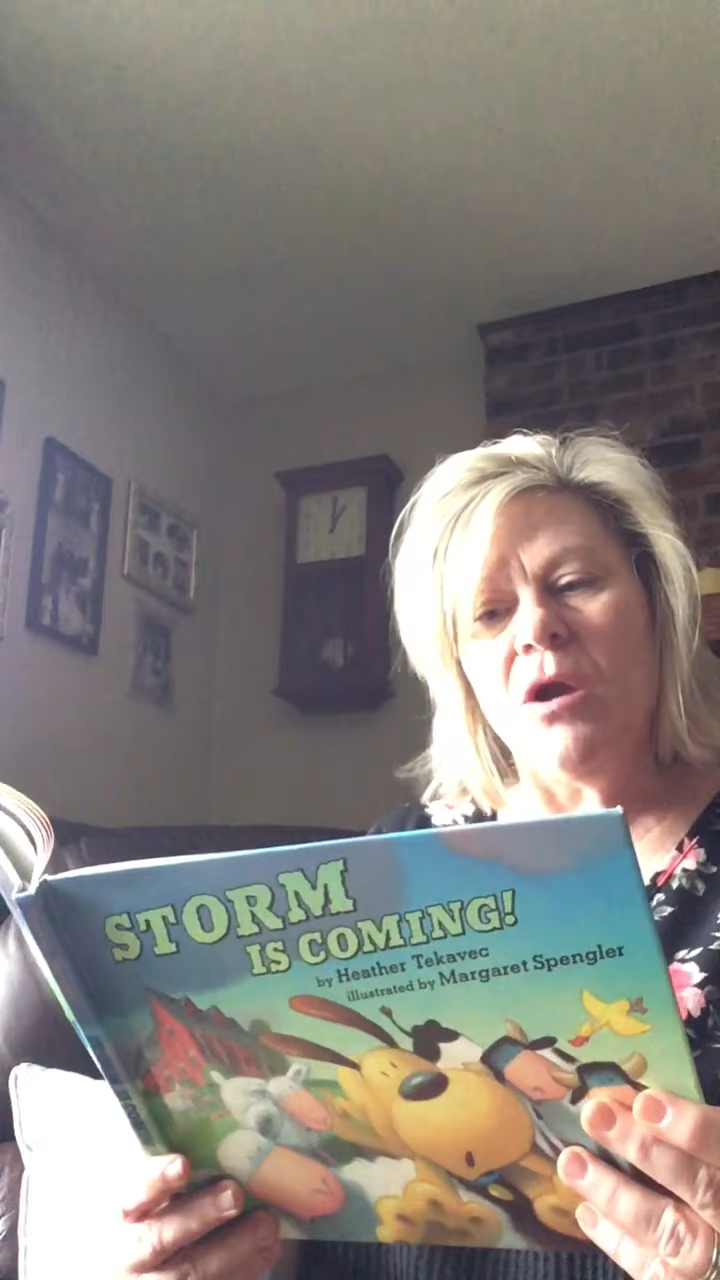 STORM
IS COMING!
by Heather Tekavec
illustrated by Margaret Spengler